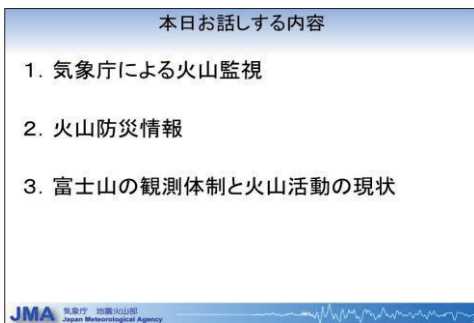 本日お話しする内容
1. 気象庁による火山監視
2. 火山防災情報
3. 富士山の観測体制と火山活動の現状
JMA 気象庁 地震火山部
Japan Meteorological Agency